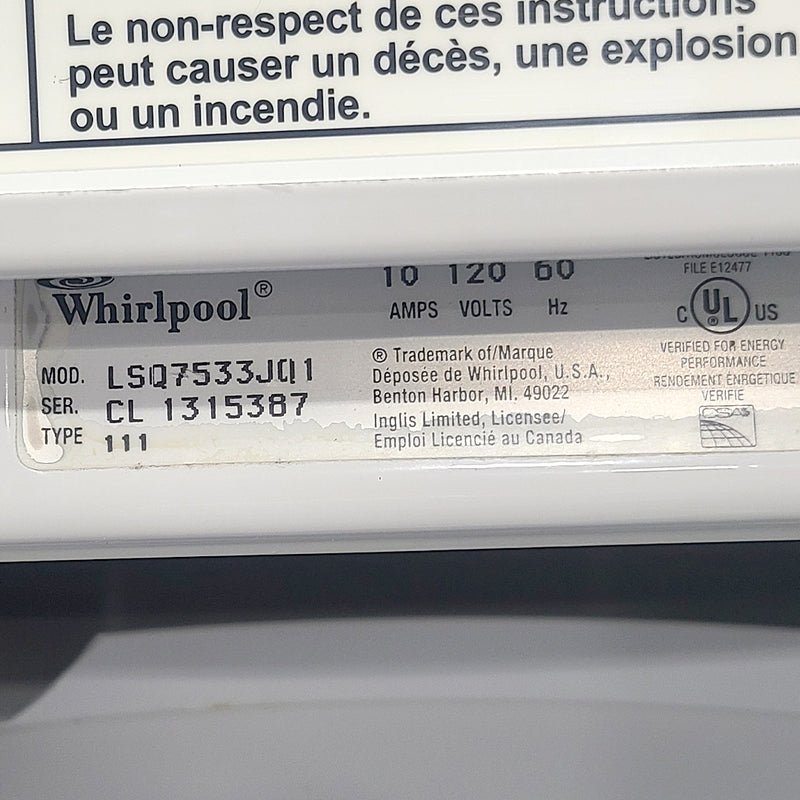 Le non-respect de ces instructions
peut causer un décès, une explosion
ou un incendie.
10 120 60
AMPS VOLTS Hz
Whirlpool®
MOD. LSQ7533JQ1
SER. CL 1315387
TYPE 111
® Trademark of/Marque
Déposée de Whirlpool, U.S.A.,
Benton Harbor, MI. 49022
Inglis Limited, Licensee/
Emploi Licencié au Canada
FILE E12477
C UL® US
VERIFIED FOR ENERGY
PERFORMANCE
RENDEMENT ÉNRGÉTIQUE
VERIFIÉ
CSA